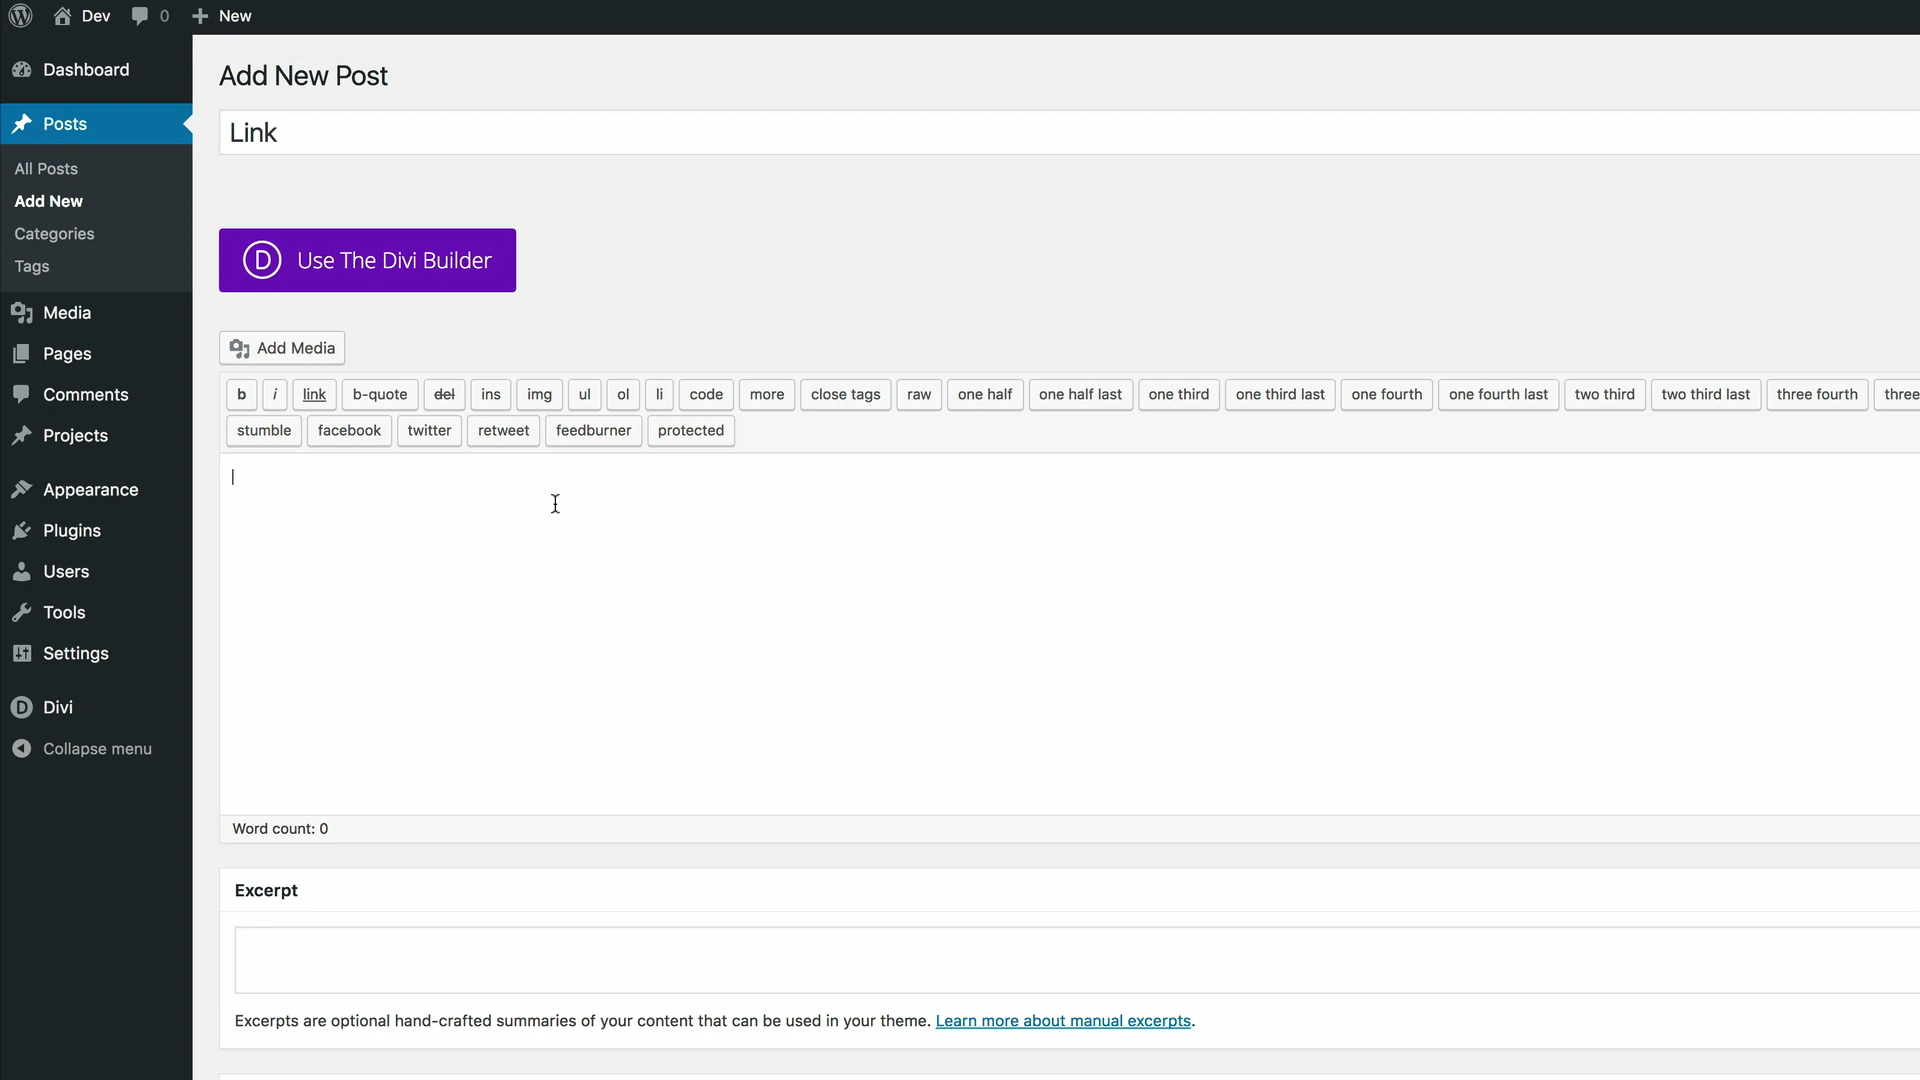 Dev 0 New
Dashboard
Posts
All Posts
Add New
Categories
Tags
Media
Pages
Comments
Projects
Appearance
Plugins
Users
Tools
Settings
D Divi
Collapse menu
Add New Post
Link
D Use The Divi Builder
Add Media
b i link b-quote del ins img ul ol li code more close tags raw one half one half last one third one third last one fourth one fourth last two third two third last three fourth three
stumble facebook twitter retweet feedburner protected
Word count: 0
Excerpt
Excerpts are optional hand-crafted summaries of your content that can be used in your theme. Learn more about manual excerpts.